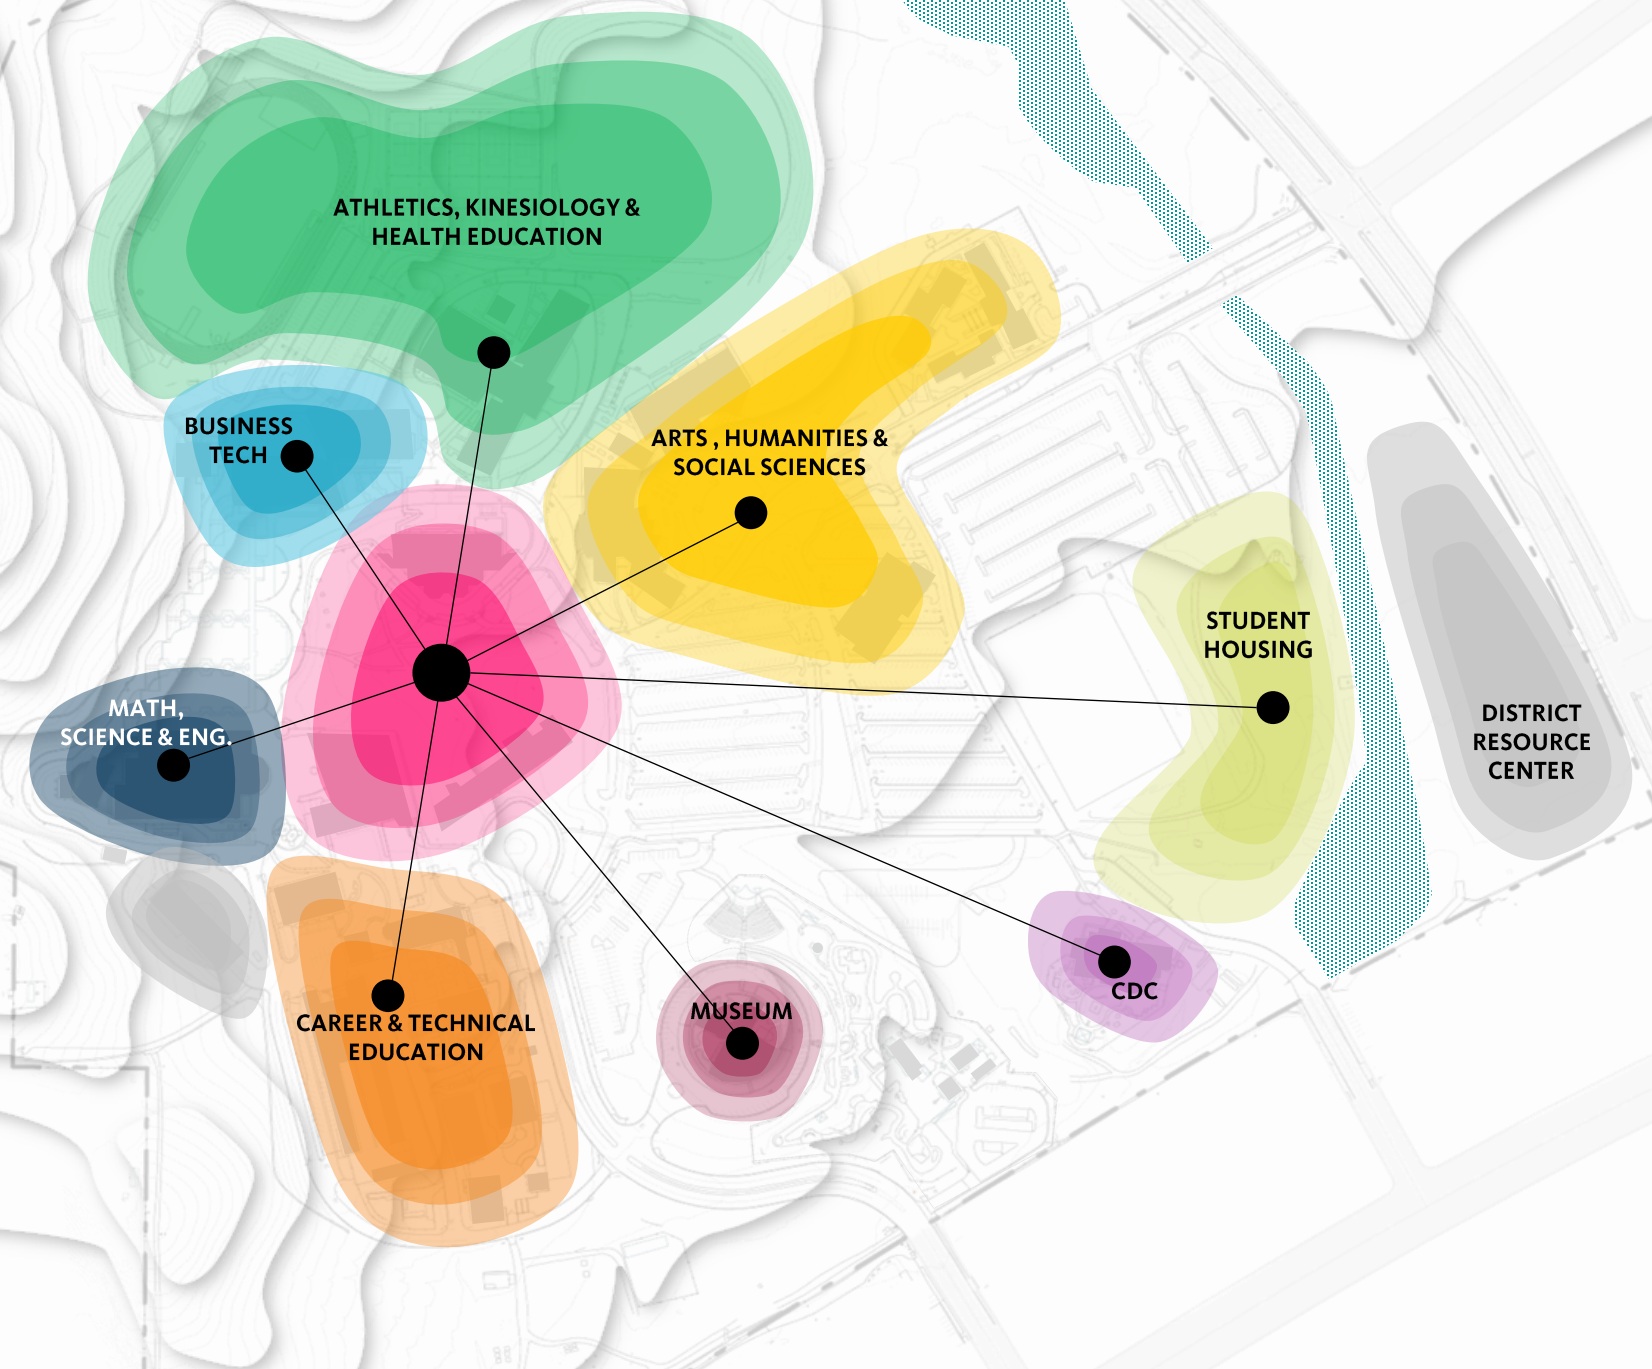 ATHLETICS, KINESIOLOGY &
HEALTH EDUCATION
BUSINESS
TECH
ARTS , HUMANITIES &
SOCIAL SCIENCES
STUDENT
HOUSING
MATH,
SCIENCE & ENG.
DISTRICT
RESOURCE
CENTER
CDC
MUSEUM
CAREER & TECHNICAL
EDUCATION